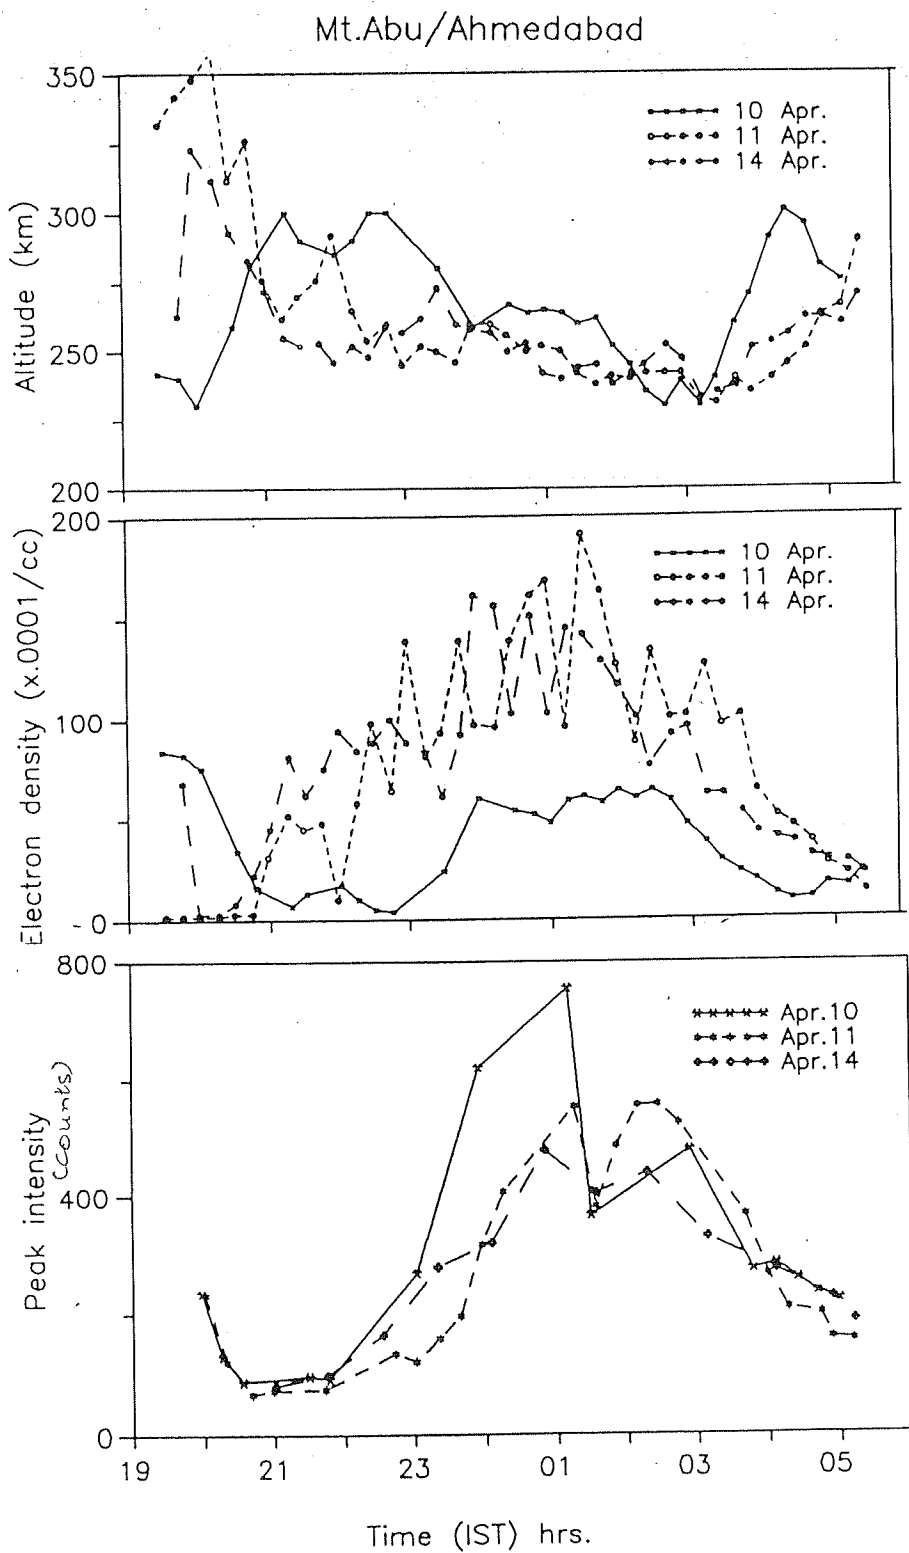 Mt.Abu/Ahmedabad
350
300
250
200
Altitude (km)
10 Apr.
11 Apr.
14 Apr.
200
100
- 0
Electron density (x.0001/cc)
10 Apr.
11 Apr.
14 Apr.
800
400
0
Peak intensity
(counts)
Apr.10
Apr.11
Apr.14
19 21 23 01 03 05
Time (IST) hrs.